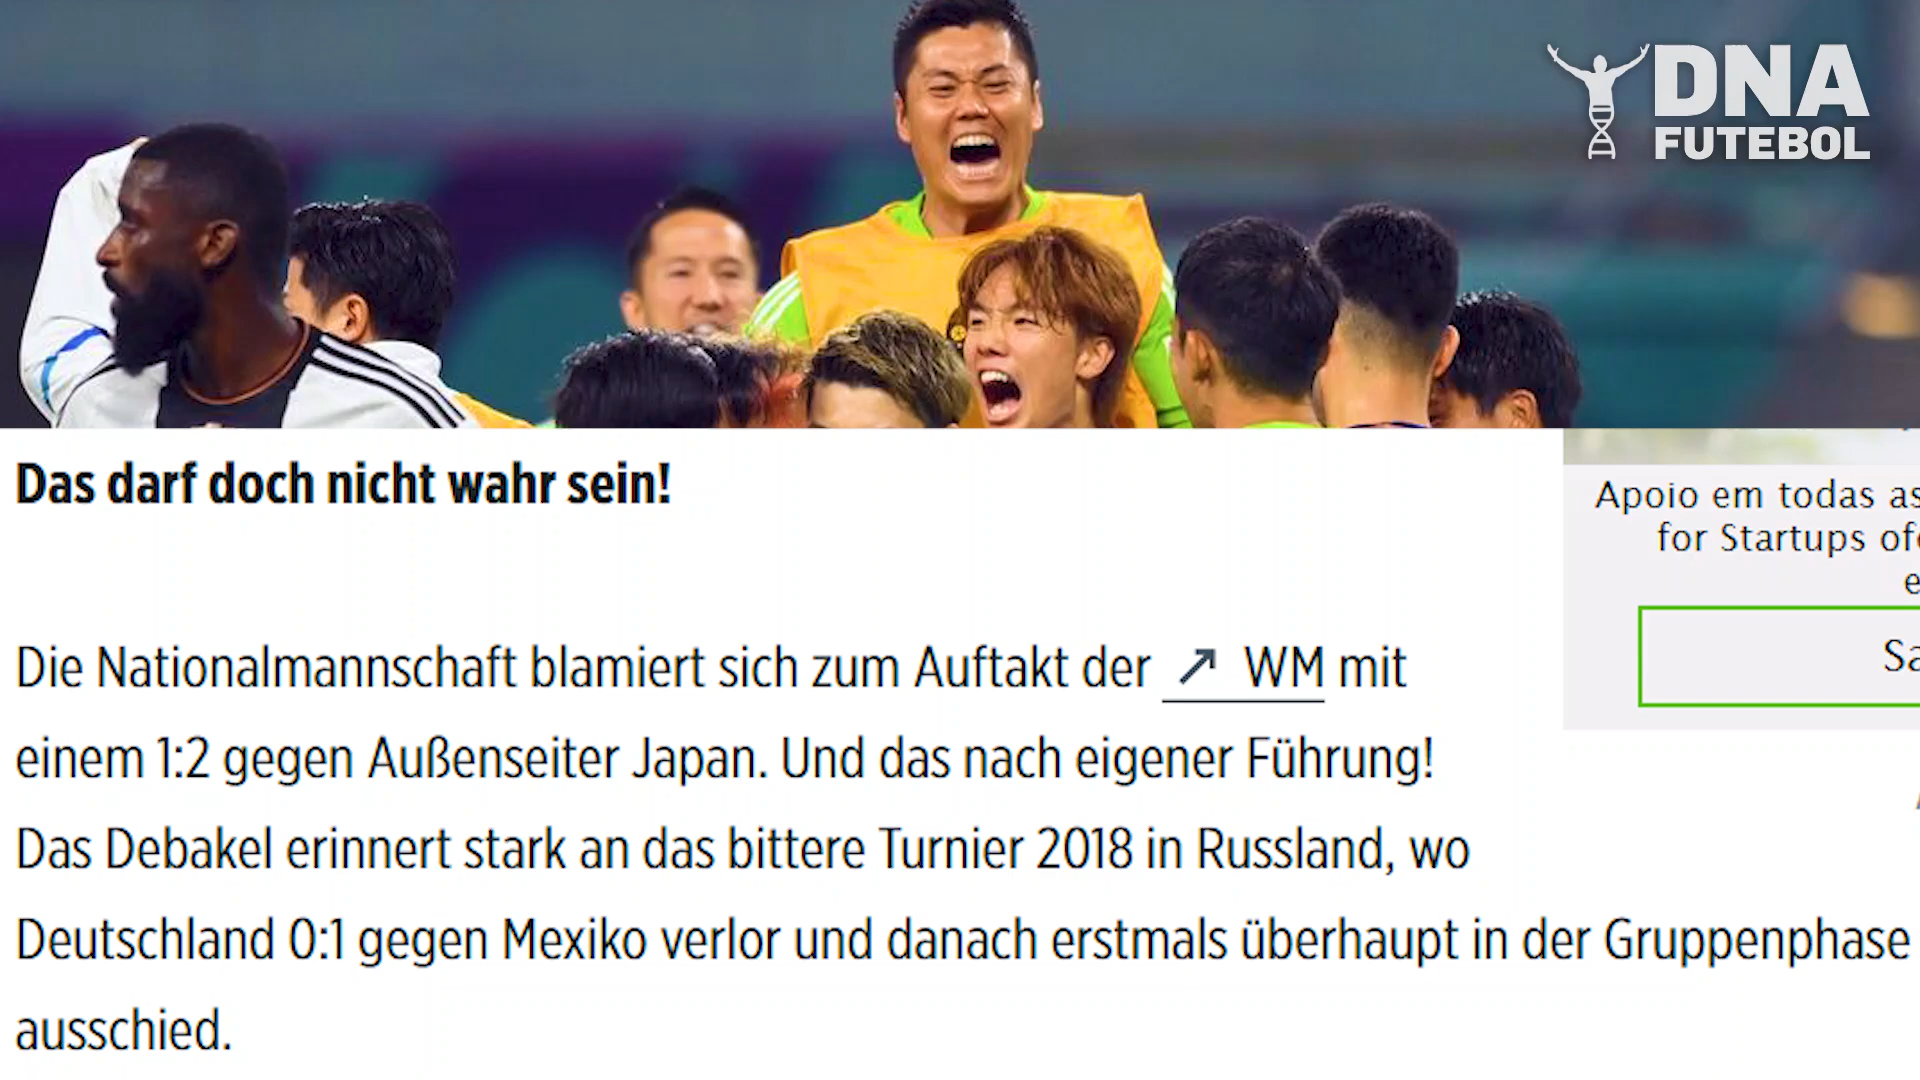 DNA
FUTEBOL
Das darf doch nicht wahr sein!
Apoio em todas as
for Startups
Die Nationalmannschaft blamiert sich zum Auftakt der ↗ WM mit
einem 1:2 gegen Außenseiter Japan. Und das nach eigener Führung!
Das Debakel erinnert stark an das bittere Turnier 2018 in Russland, wo
Deutschland 0:1 gegen Mexiko verlor und danach erstmals überhaupt in der Gruppenphase
ausschied.